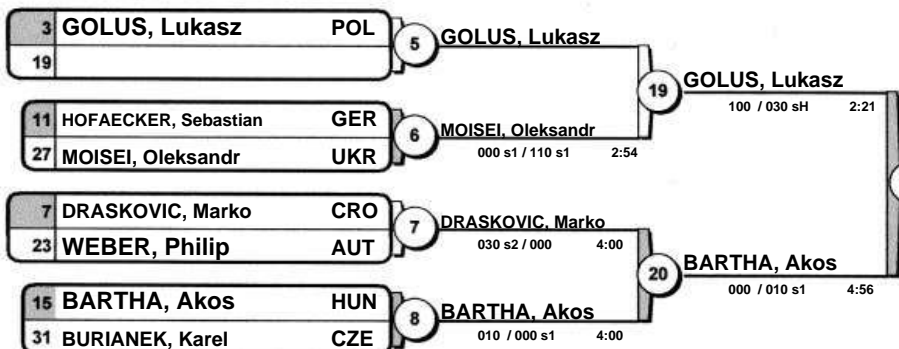 3 GOLUS, Lukasz POL
19
5
GOLUS, Lukasz
11 HOFAECKER, Sebastian GER
27 MOISEI, Oleksandr UKR
6
MOISEI, Oleksandr
000 s1 / 110 s1 2:54
19
GOLUS, Lukasz
100 / 030 sH 2:21
7 DRASKOVIC, Marko CRO
23 WEBER, Philip AUT
7
DRASKOVIC, Marko
030 s2 / 000 4:00
15 BARTHA, Akos HUN
31 BURIANEK, Karel CZE
8
BARTHA, Akos
010 / 000 s1 4:00
20
BARTHA, Akos
000 / 010 s1 4:56